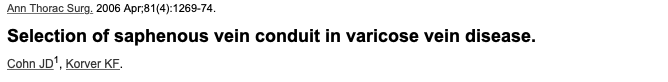 Ann Thorac Surg. 2006 Apr;81(4):1269-74.
Selection of saphenous vein conduit in varicose vein disease.
Cohn JD1, Korver KF.